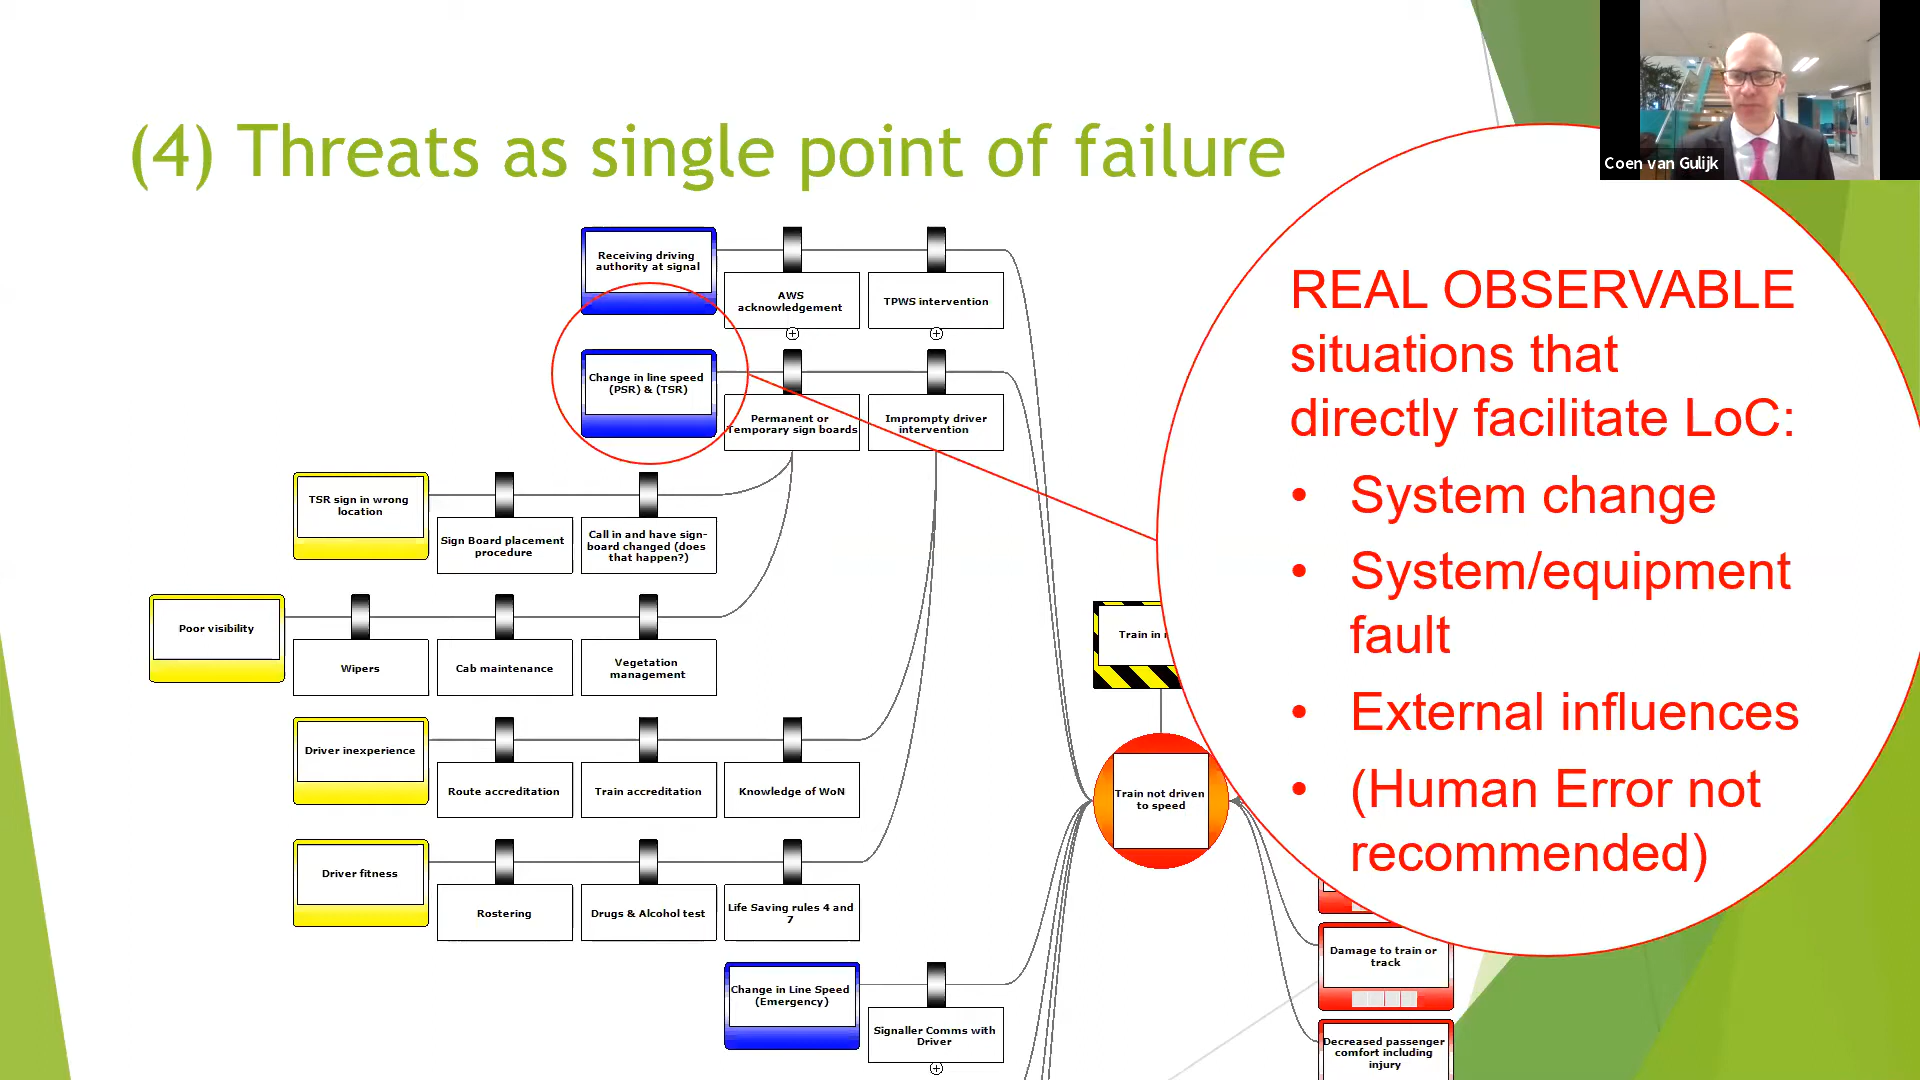 Coen van Gulijk
(4) Threats as single point of failure
Receiving driving
authority at signal
AWS
acknowledgement
TPWS intervention
Change in line speed
(PSR) & (TSR)
Permanent or
Temporary sign boards
Imprompty driver
intervention
TSR sign in wrong
location
Sign Board placement
procedure
Call in and have sign-
board changed (does
that happen?)
Poor visibility
Wipers
Cab maintenance
Vegetation
management
Driver inexperience
Route accreditation
Train accreditation
Knowledge of WoN
Driver fitness
Rostering
Drugs & Alcohol test
Life Saving rules 4 and
7
Change in Line Speed
(Emergency)
Signaller Comms with
Driver
Train in
Train not driven
to speed
Damage to train or
track
Decreased passenger
comfort including
injury
REAL OBSERVABLE
situations that
directly facilitate LoC:
• System change
• System/equipment
fault
• External influences
• (Human Error not
recommended)